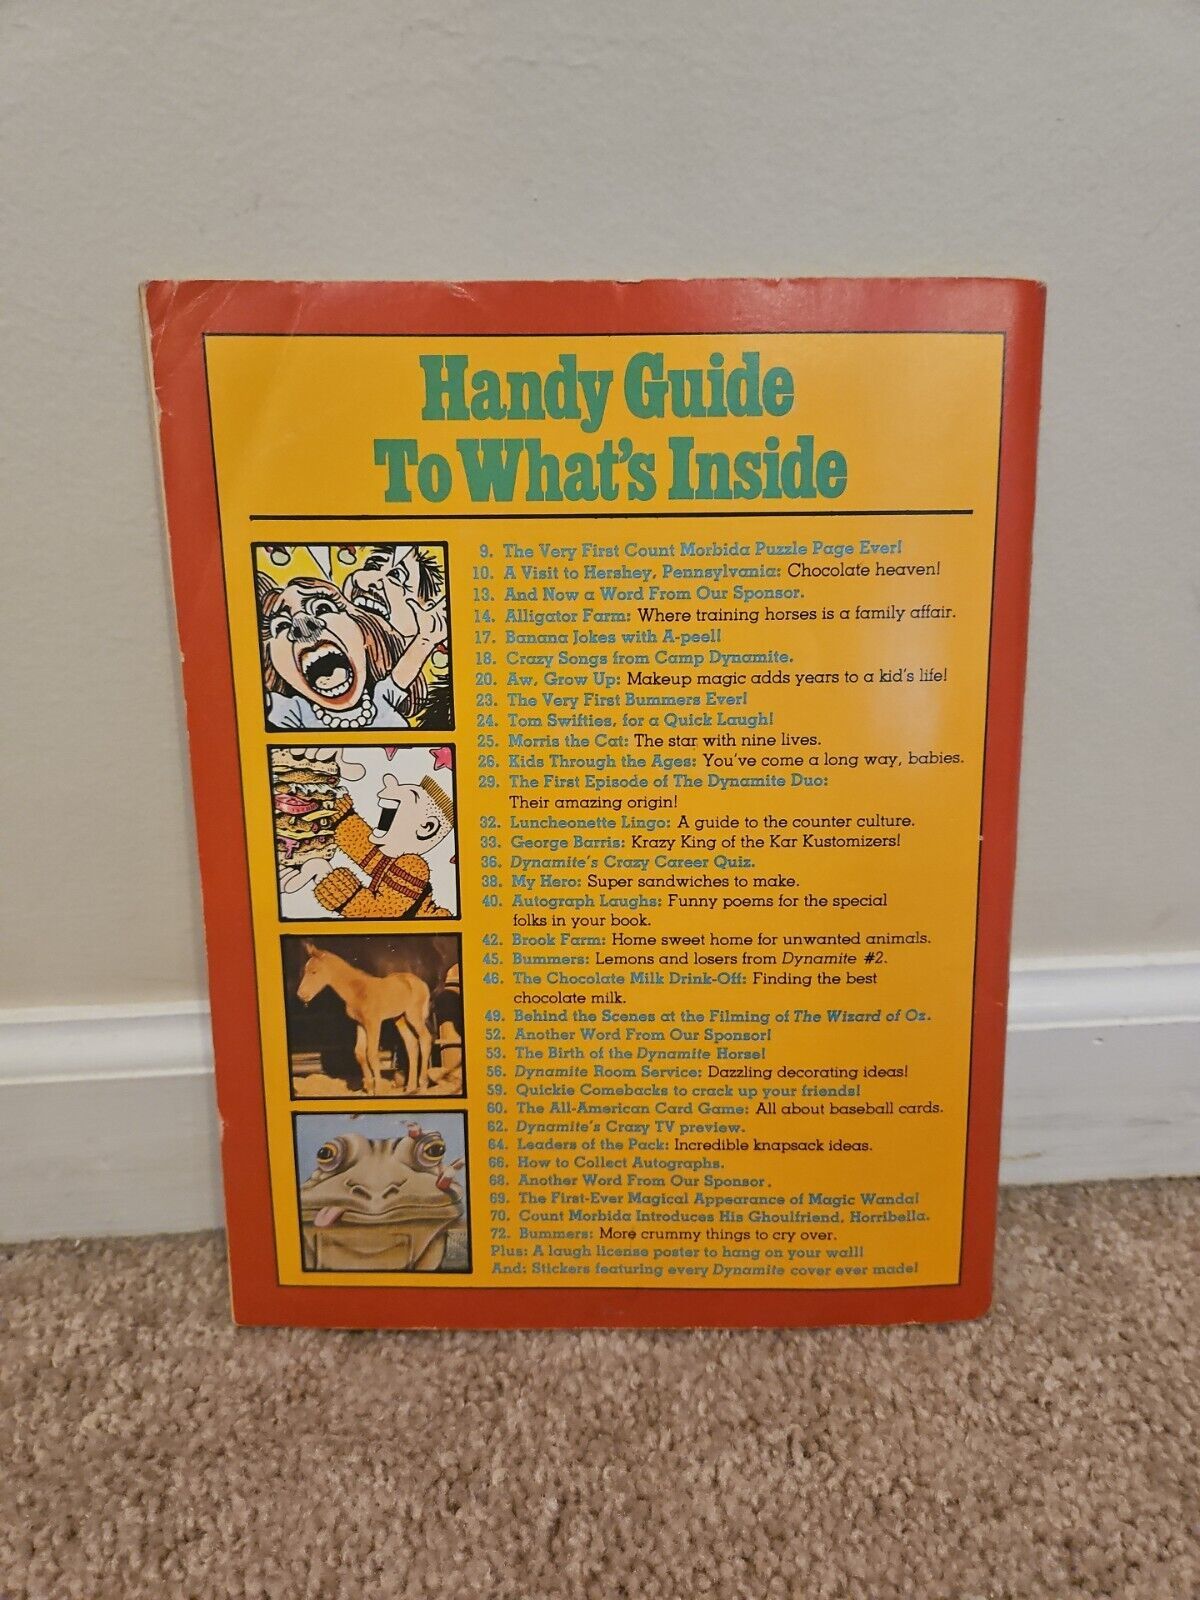 Handy Guide
To What's Inside
9. The Very First Count Morbida Puzzle Page Ever!
10. A Visit to Hershey, Pennsylvania: Chocolate heaven!
13. And Now a Word From Our Sponsor.
14. Alligator Farm: Where training horses is a family affair.
17. Banana Jokes with A-peel!
18. Crazy Songs from Camp Dynamite.
20. Aw, Grow Up: Makeup magic adds years to a kid's life!
23. The Very First Bummers Ever!
24. Tom Swifties, for a Quick Laugh!
25. Morris the Cat: The star with nine lives.
26. Kids Through the Ages: You've come a long way, babies.
29. The First Episode of The Dynamite Duo:
Their amazing origin!
32. Luncheonette Lingo: A guide to the counter culture.
33. George Barris: Krazy King of the Kar Kustomizers!
36. Dynamite's Crazy Career Quiz.
38. My Hero: Super sandwiches to make.
40. Autograph Laughs: Funny poems for the special
folks in your book.
42. Brook Farm: Home sweet home for unwanted animals.
45. Bummers: Lemons and losers from Dynamite #2.
46. The Chocolate Milk Drink-Off: Finding the best
chocolate milk.
49. Behind the Scenes at the Filming of The Wizard of Oz.
52. Another Word From Our Sponsor!
53. The Birth of the Dynamite Horse!
56. Dynamite Room Service: Dazzling decorating ideas!
59. Quickie Comebacks to crack up your friends!
60. The All-American Card Game: All about baseball cards.
62. Dynamite's Crazy TV preview.
64. Leaders of the Pack: Incredible knapsack ideas.
66. How to Collect Autographs.
68. Another Word From Our Sponsor.
69. The First-Ever Magical Appearance of Magic Wanda!
70. Count Morbida Introduces His Ghoulfriend, Horribella.
72. Bummers: More crummy things to cry over.
Plus: A laugh license poster to hang on your wall!
And: Stickers featuring every Dynamite cover ever made!